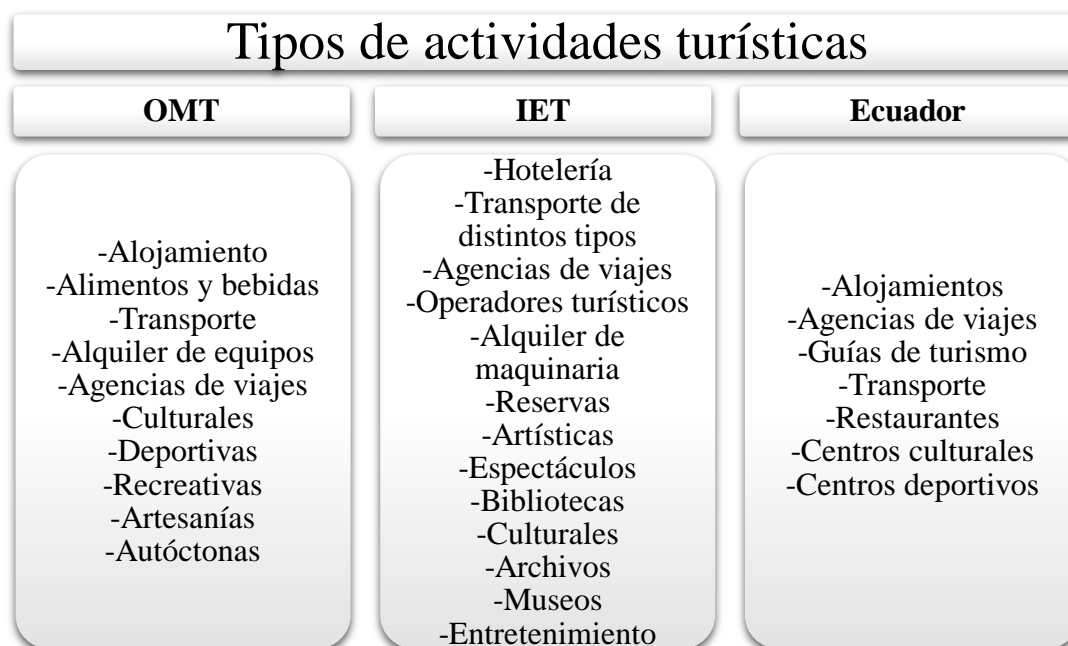 Tipos de actividades turísticas
OMT
-Alojamiento
-Alimentos y bebidas
-Transporte
-Alquiler de equipos
-Agencias de viajes
-Culturales
-Deportivas
-Recreativas
-Artesanías
-Autóctonas
IET
-Hotelería
-Transporte de
distintos tipos
-Agencias de viajes
-Operadores turísticos
-Alquiler de
maquinaria
-Reservas
-Artísticas
-Espectáculos
-Bibliotecas
-Culturales
-Archivos
-Museos
-Entretenimiento
Ecuador
-Alojamientos
-Agencias de viajes
-Guías de turismo
-Transporte
-Restaurantes
-Centros culturales
-Centros deportivos